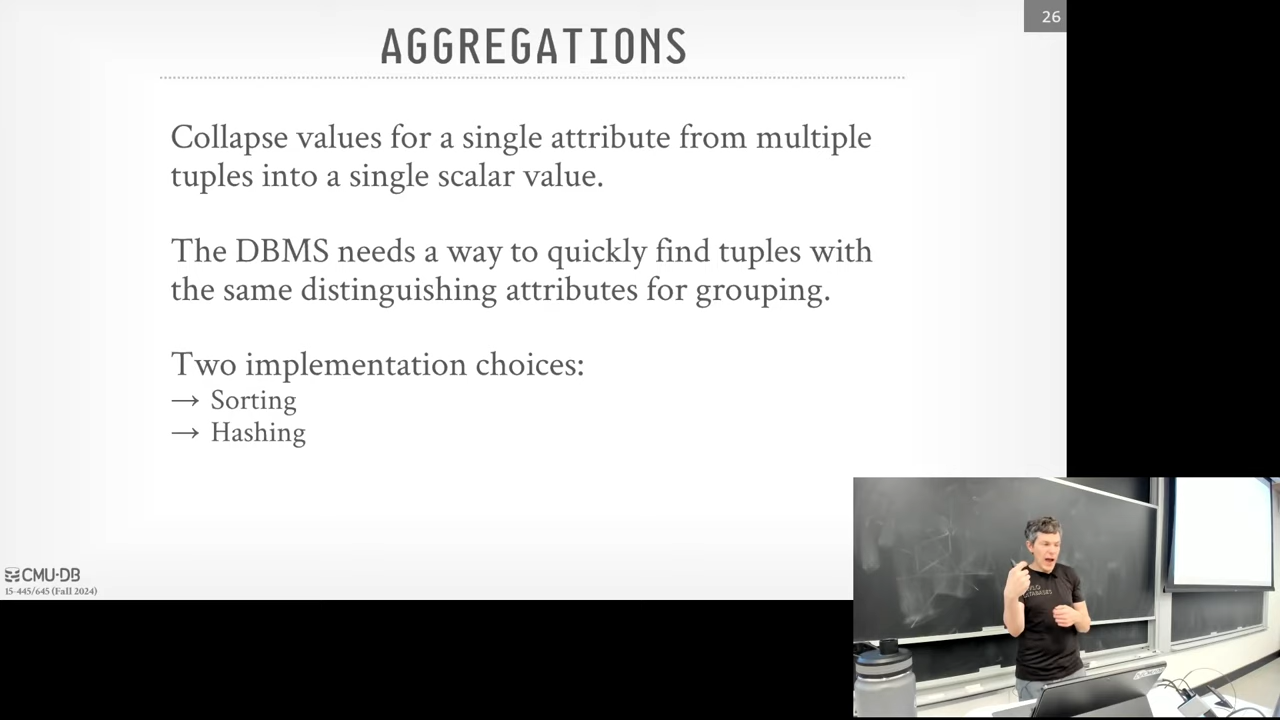 26
AGGREGATIONS
Collapse values for a single attribute from multiple
tuples into a single scalar value.
The DBMS needs a way to quickly find tuples with
the same distinguishing attributes for grouping.
Two implementation choices:
→ Sorting
→ Hashing
CMU·DB
15-445/645 (Fall 2024)
DATABASES